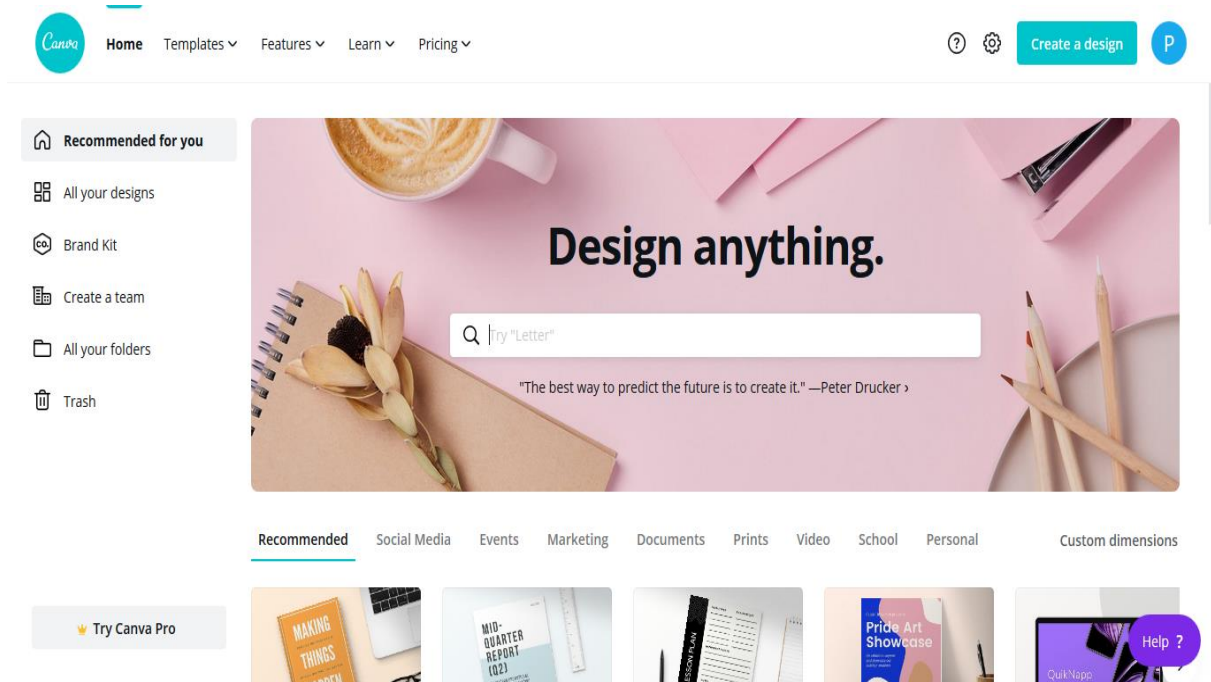 Canva
Home Templates Features Learn Pricing
?
Create a design
P
Recommended for you
All your designs
CO.
Brand Kit
Create a team
All your folders
Trash
Try Canva Pro
Design anything.
Try "Letter"
"The best way to predict the future is to create it." —Peter Drucker ›
Recommended Social Media Events Marketing Documents Prints Video School Personal Custom dimensions
MAKING
THINGS
MID-
QUARTER
REPORT
(Q2)
LESSON PLAN
Pride Art
Showcase
QuikNapp
Help ?